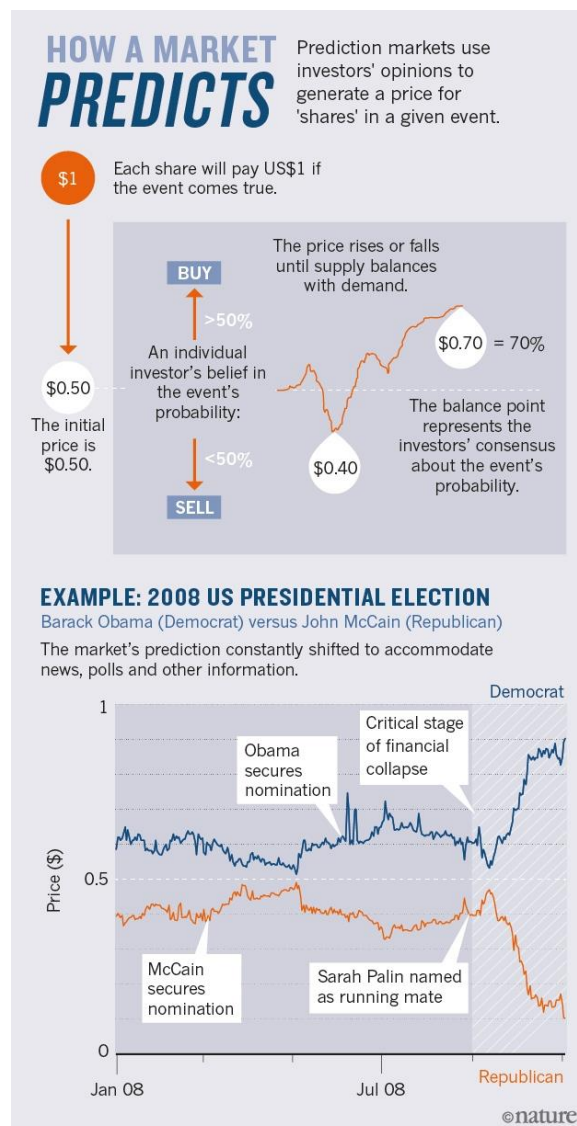 HOW A MARKET
PREDICTS
Prediction markets use
investors' opinions to
generate a price for
'shares' in a given event.
$1
Each share will pay US$1 if
the event comes true.
The price rises or falls
until supply balances
with demand.
BUY
>50%
$0.70 = 70%
An individual
investor's belief in
the event's
probability:
$0.50
The initial
price is
$0.50.
The balance point
represents the
investors' consensus
about the event's
probability.
<50%
$0.40
SELL
EXAMPLE: 2008 US PRESIDENTIAL ELECTION
Barack Obama (Democrat) versus John McCain (Republican)
The market's prediction constantly shifted to accommodate
news, polls and other information.
Democrat
1
Critical stage
of financial
collapse
Obama
secures
nomination
0.5
Price ($)
McCain
secures
nomination
Sarah Palin named
as running mate
0
Jan 08
Jul 08
Republican
©nature